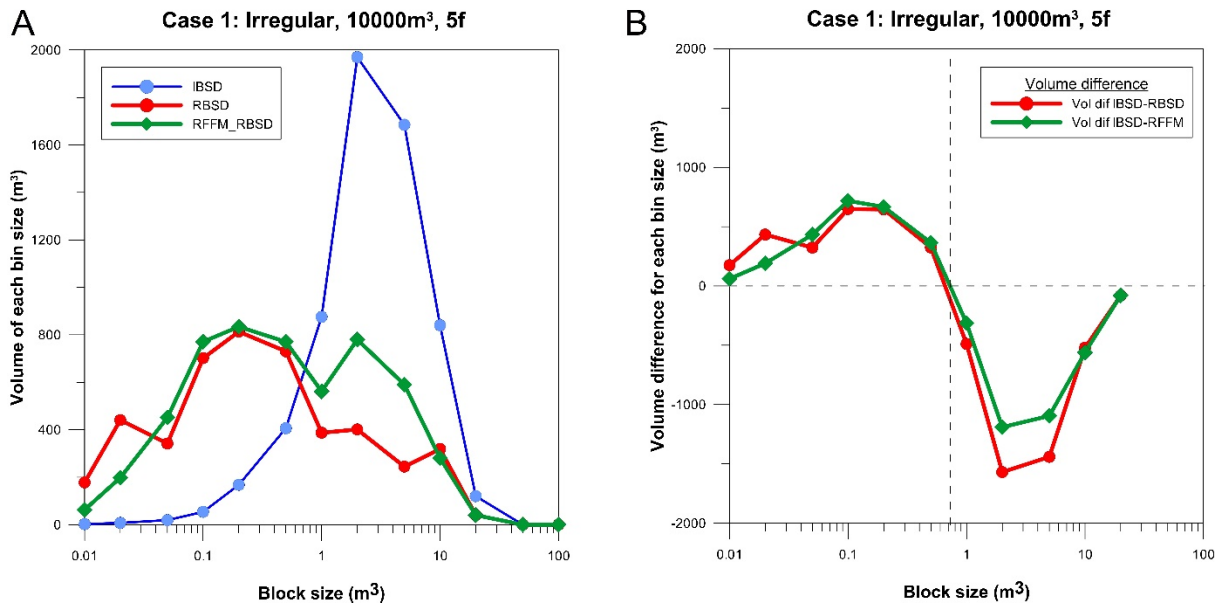 A
Case 1: Irregular, 10000m³, 5f
Volume of each bin size (m³)
2000
1600
1200
800
400
0
IBSD
RBSD
RFFM_RBSD
0.01
0.1
1
10
100
Block size (m³)
B
Case 1: Irregular, 10000m³, 5f
Volume difference for each bin size (m³)
2000
1000
0
-1000
-2000
Volume difference
Vol dif IBSD-RBSD
Vol dif IBSD-RFFM
0.01
0.1
1
10
100
Block size (m³)